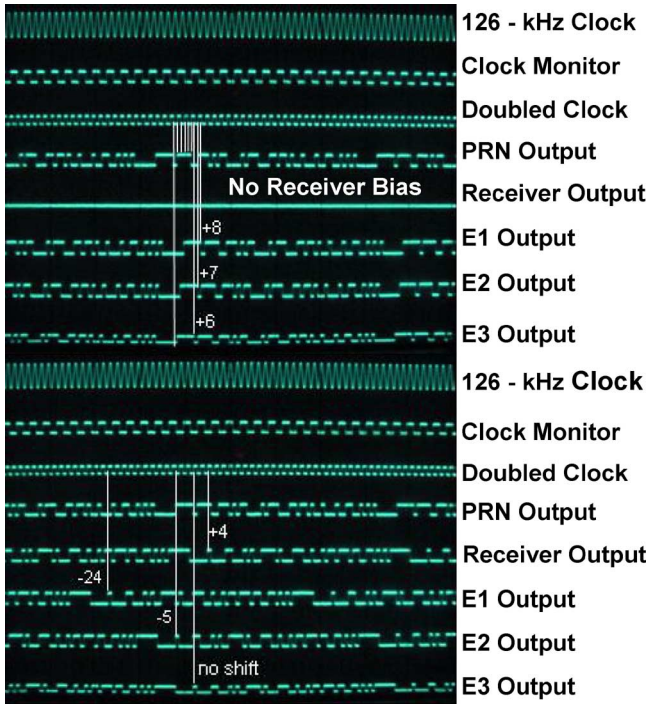 126 - kHz Clock
Clock Monitor
Doubled Clock
PRN Output
No Receiver Bias
Receiver Output
+8
E1 Output
+7
E2 Output
+6
E3 Output
126 - kHz Clock
Clock Monitor
Doubled Clock
PRN Output
+4
Receiver Output
-24
E1 Output
-5
E2 Output
no shift
E3 Output